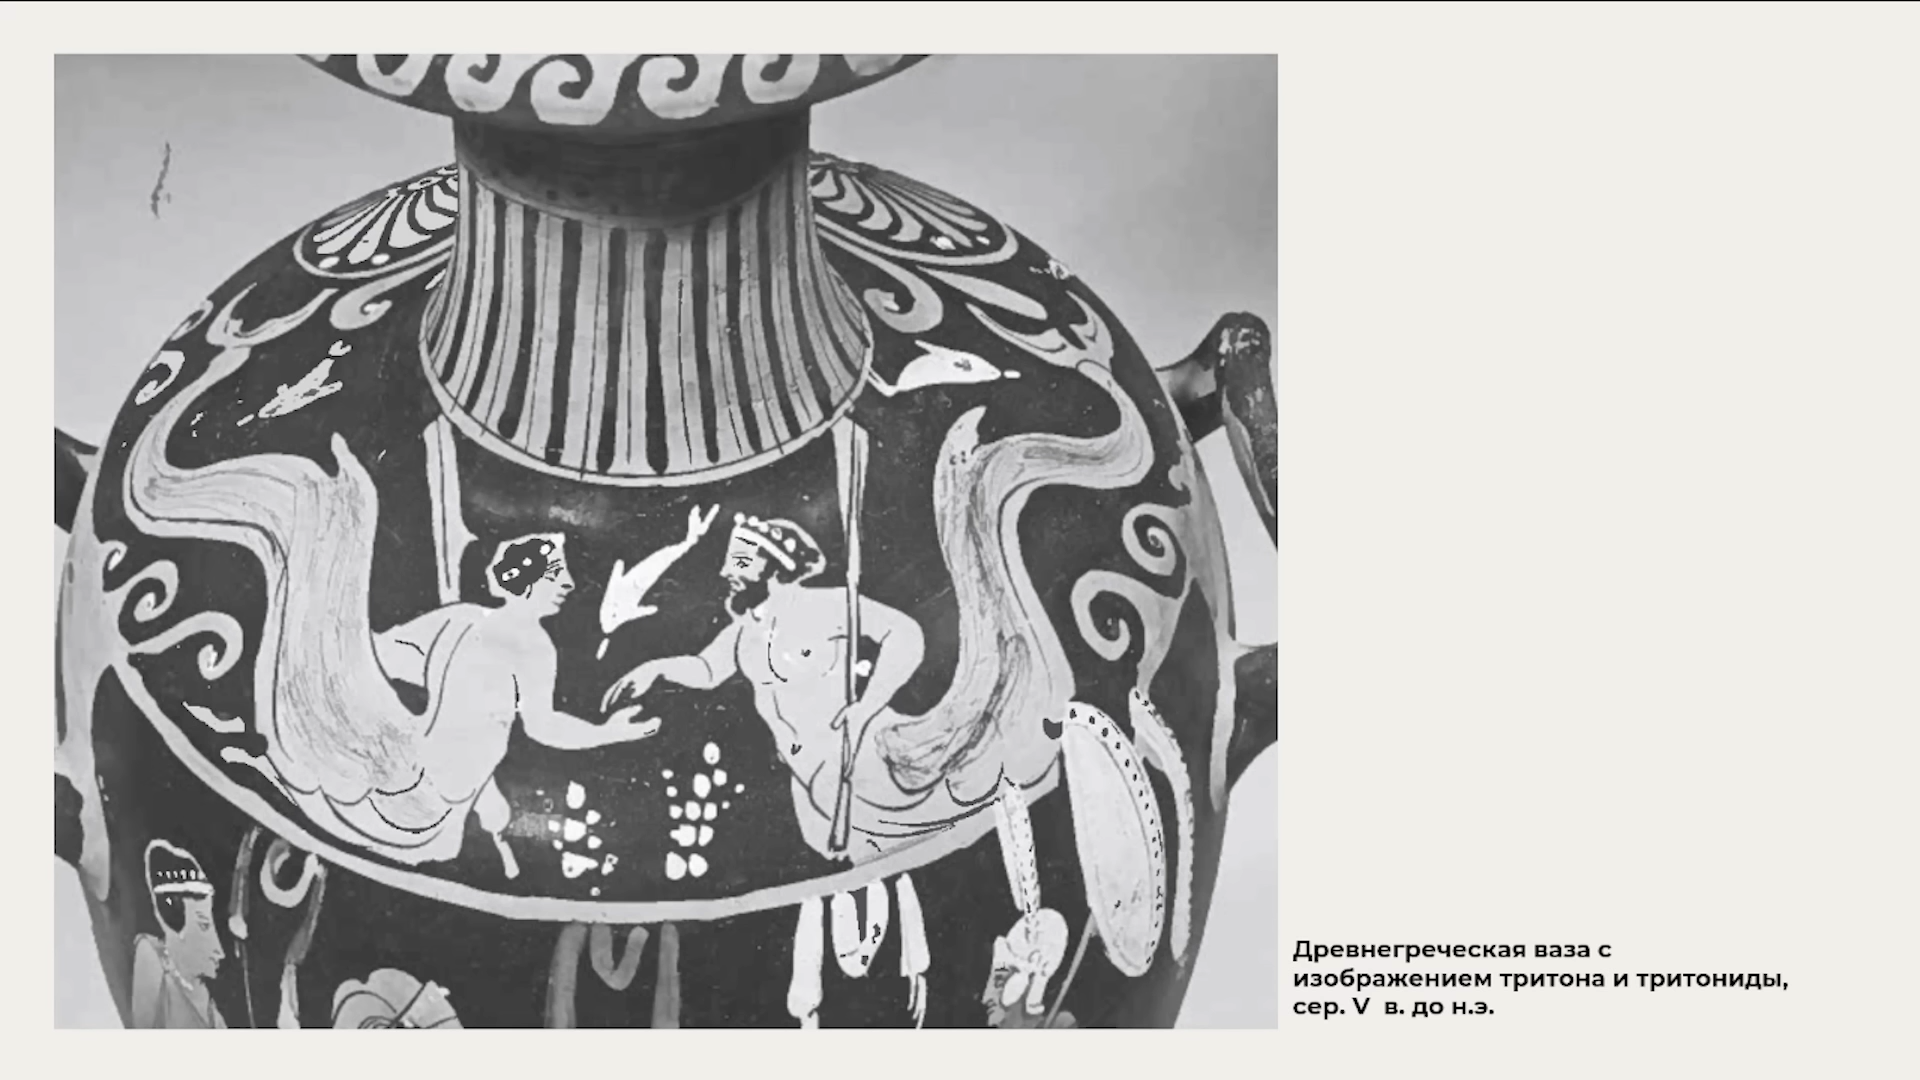 Древнегреческая ваза с
изображением тритона и тритониды,
сер. V в. до н.э.